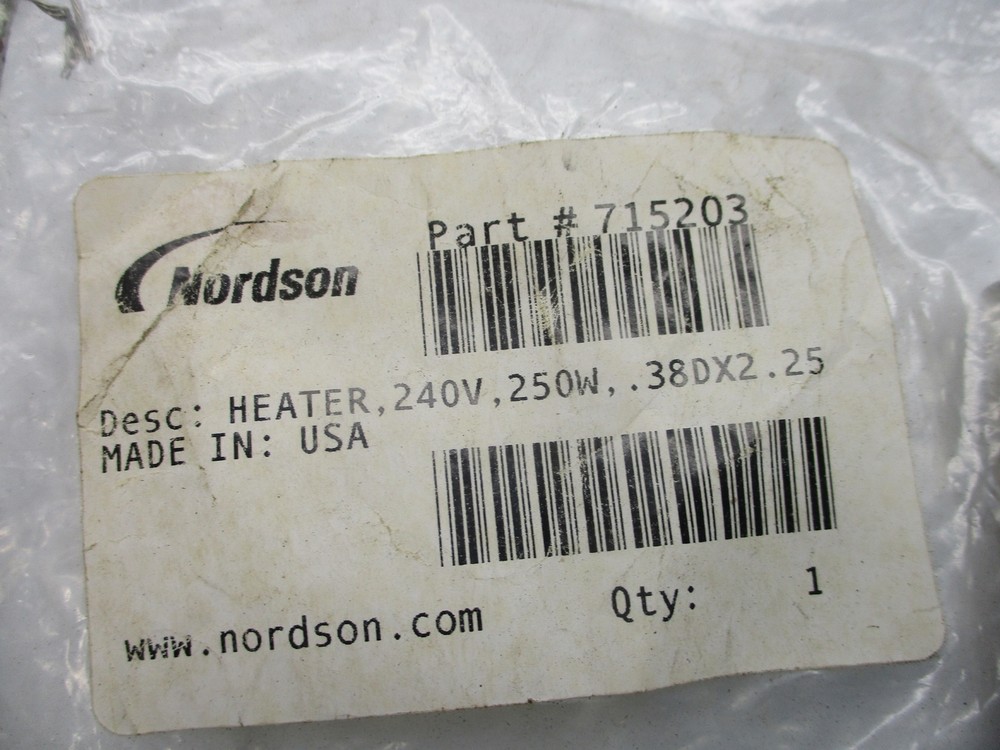 Nordson
Part # 715203
Desc: HEATER,240V,250W,.38DX2.25
MADE IN: USA
www.nordson.com
Qty: 1